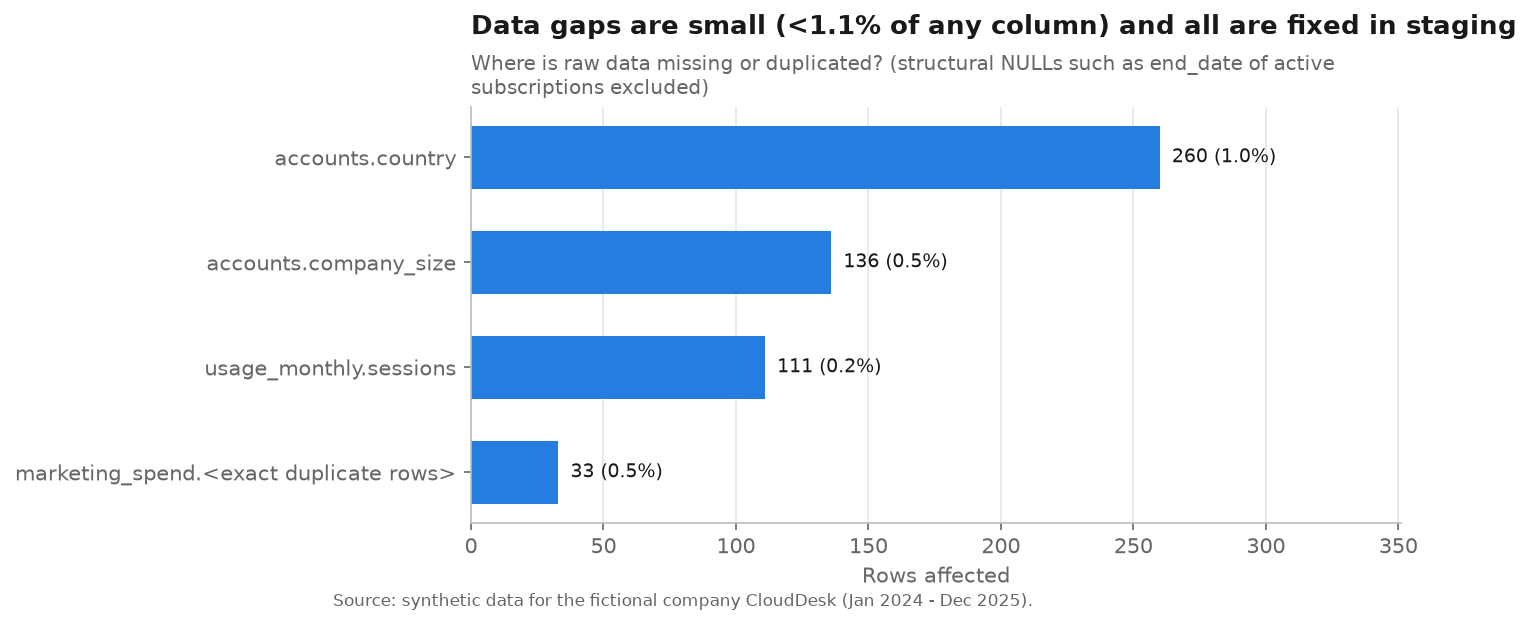 Data gaps are small (<1.1% of any column) and all are fixed in staging
Where is raw data missing or duplicated? (structural NULLs such as end_date of active
subscriptions excluded)
accounts.country
260 (1.0%)
accounts.company_size
136 (0.5%)
usage_monthly.sessions
111 (0.2%)
marketing_spend.<exact duplicate rows>
33 (0.5%)
0 50 100 150 200 250 300 350
Rows affected
Source: synthetic data for the fictional company CloudDesk (Jan 2024 - Dec 2025).